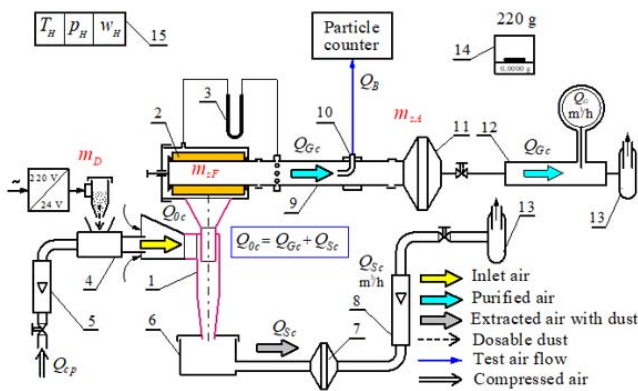 T_H p_H w_H
15
Particle
counter
220 g
14
0,0000 g
Q_B
3
2
10
m_zA
11
12
Q_G
m³/h
m_D
m_zF
Q_Gc
Q_Gc
~
220 V
24 V
Q_0c
9
13
4
Q_0c = Q_Gc + Q_Sc
13
1
Q_Sc
m³/h
5
6
Q_Sc
7
8
Q_cp
Inlet air
Purified air
Extracted air with dust
Dosable dust
Test air flow
Compressed air